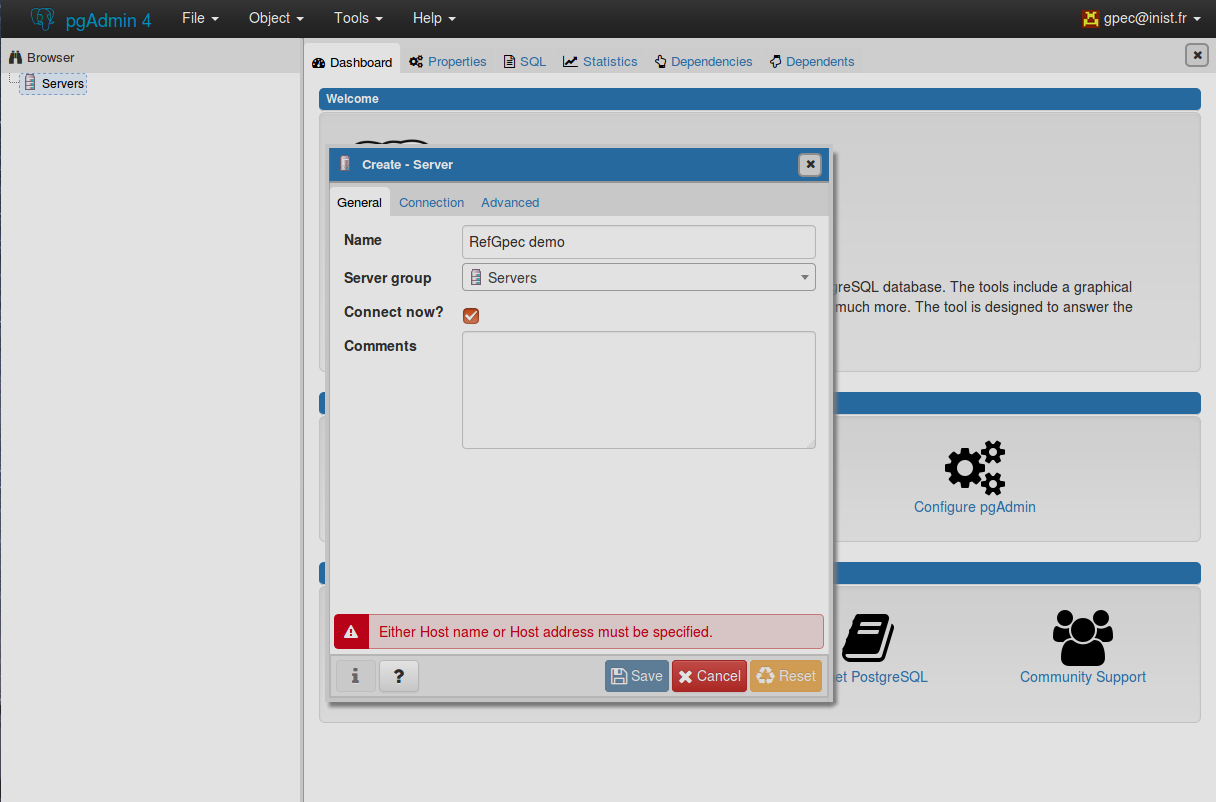 pgAdmin 4 File Object Tools Help gpec@inist.fr
Browser
Servers
Dashboard Properties SQL Statistics Dependencies Dependents
Welcome
Create - Server
General Connection Advanced
Name RefGpec demo
Server group Servers
reSQL database. The tools include a graphical
Connect now?
much more. The tool is designed to answer the
Comments
Configure pgAdmin
Either Host name or Host address must be specified.
i ? Save Cancel Reset
et PostgreSQL
Community Support